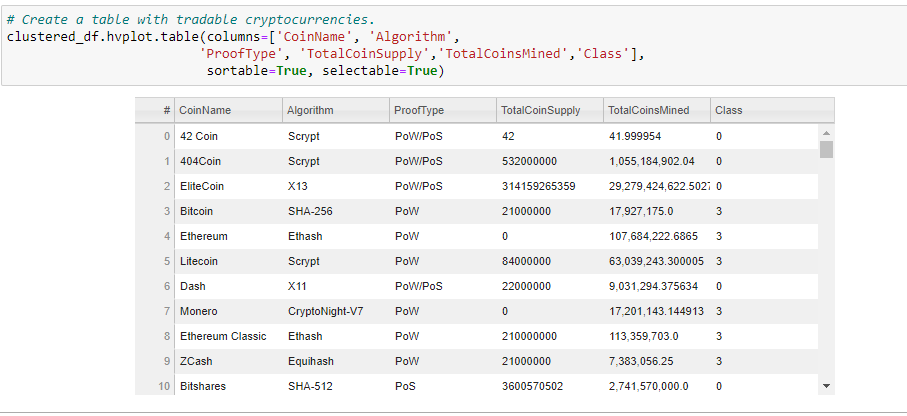 # Create a table with tradable cryptocurrencies.
clustered_df.hvplot.table(columns=['CoinName', 'Algorithm',
'ProofType', 'TotalCoinSupply','TotalCoinsMined','Class'],
sortable=True, selectable=True)
# CoinName Algorithm ProofType TotalCoinSupply TotalCoinsMined Class
0 42 Coin Scrypt PoW/PoS 42 41.999954 0
1 404Coin Scrypt PoW/PoS 532000000 1,055,184,902.04 0
2 EliteCoin X13 PoW/PoS 314159265359 29,279,424,622.5027 0
3 Bitcoin SHA-256 PoW 21000000 17,927,175.0 3
4 Ethereum Ethash PoW 0 107,684,222.6865 3
5 Litecoin Scrypt PoW 84000000 63,039,243.300005 3
6 Dash X11 PoW/PoS 22000000 9,031,294.375634 0
7 Monero CryptoNight-V7 PoW 0 17,201,143.144913 3
8 Ethereum Classic Ethash PoW 210000000 113,359,703.0 3
9 ZCash Equihash PoW 21000000 7,383,056.25 3
10 Bitshares SHA-512 PoS 3600570502 2,741,570,000.0 0